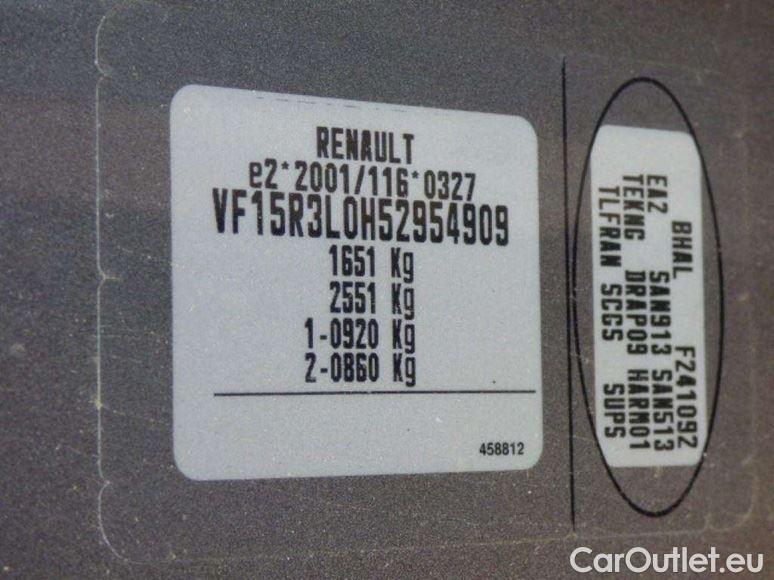 RENAULT
e2*2001/116*0327
VF15R3L0H52954909
1651 Kg
2551 Kg
1-0920 Kg
2-0860 Kg
458812
BHAL F241092
EA2 SAN913 SAN513
TEKNG DRAP09 HARM01
TLFRAN SCGS SUPS
CarOutlet.eu